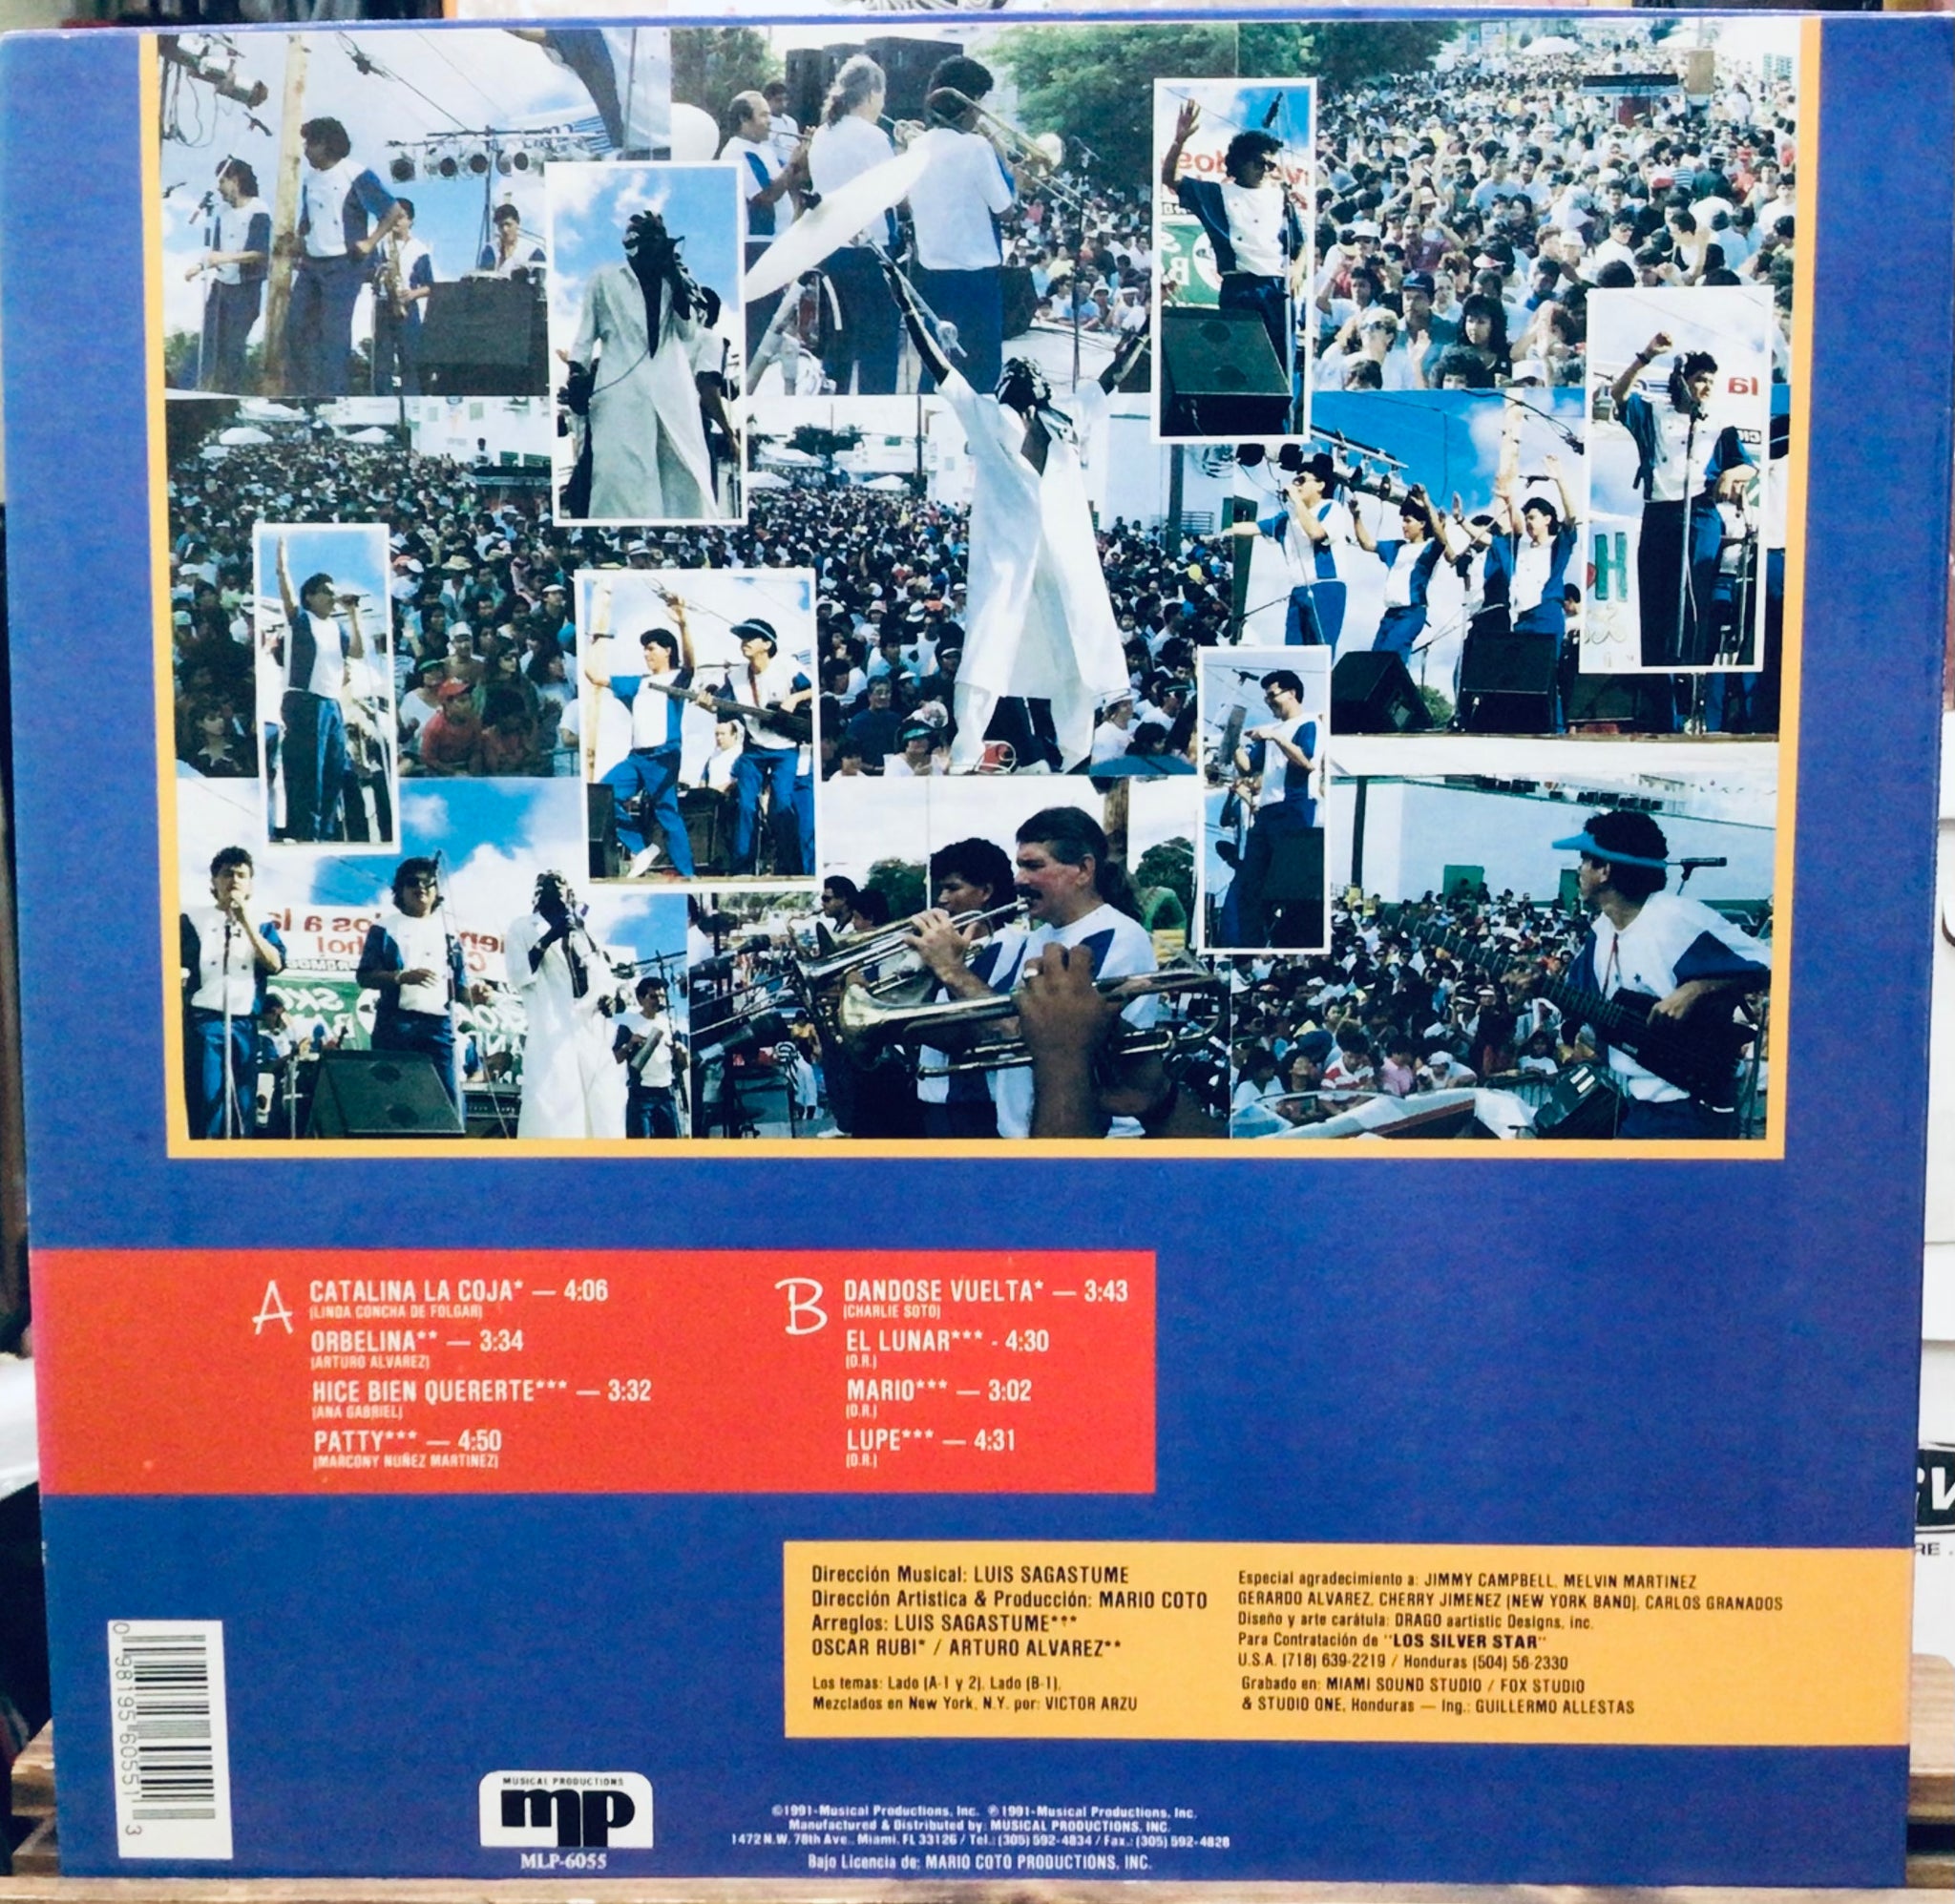 A
CATALINA LA COJA* — 4:06
(LINDA CONCHA DE FOLGAR)
ORBELINA** — 3:34
(ARTURO ALVAREZ)
HICE BIEN QUERERTE*** — 3:32
(ANA GABRIEL)
PATTY*** — 4:50
(MARCONY NUÑEZ MARTINEZ)
B
DANDOSE VUELTA* — 3:43
(CHARLIE SOTO)
EL LUNAR*** - 4:30
(D.R.)
MARIO*** — 3:02
(D.R.)
LUPE*** — 4:31
(D.R.)
Dirección Musical: LUIS SAGASTUME
Dirección Artistica & Producción: MARIO COTO
Arreglos: LUIS SAGASTUME***
OSCAR RUBI* / ARTURO ALVAREZ**
Los temas: Lado (A-1 y 2), Lado (B-1),
Mezclados en New York, N.Y. por: VICTOR ARZU
Especial agradecimiento a: JIMMY CAMPBELL, MELVIN MARTINEZ
GERARDO ALVAREZ, CHERRY JIMENEZ (NEW YORK BAND), CARLOS GRANADOS
Diseño y arte carátula: DRAGO aartistic Designs, inc.
Para Contratación de "LOS SILVER STAR"
U.S.A. (718) 639-2219 / Honduras (504) 56-2330
Grabado en: MIAMI SOUND STUDIO / FOX STUDIO
& STUDIO ONE, Honduras — Ing.: GUILLERMO ALLESTAS
0 98195 60551 3
MUSICAL PRODUCTIONS
mp
MLP-6055
©1991-Musical Productions, Inc. ℗1991-Musical Productions, Inc.
Manufactured & Distributed by: MUSICAL PRODUCTIONS, INC.
1472 N.W. 78th Ave., Miami, FL 33126 / Tel.: (305) 592-4834 / Fax.: (305) 592-4828
Bajo Licencia de: MARIO COTO PRODUCTIONS, INC.